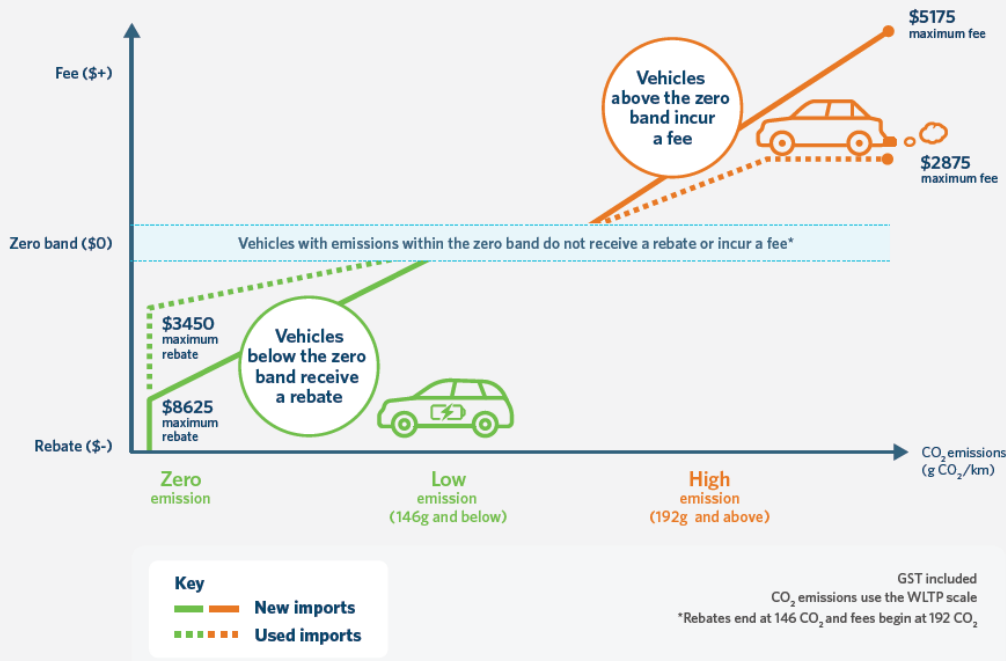 $5175
maximum fee
Fee ($+)
Vehicles
above the zero
band incur
a fee
$2875
maximum fee
Zero band ($0)
Vehicles with emissions within the zero band do not receive a rebate or incur a fee*
$3450
maximum
rebate
Vehicles
below the zero
band receive
a rebate
$8625
maximum
rebate
Rebate ($-)
CO₂ emissions
(g CO₂/km)
Zero
emission
Low
emission
(146g and below)
High
emission
(192g and above)
Key
New imports
Used imports
GST included
CO₂ emissions use the WLTP scale
*Rebates end at 146 CO₂ and fees begin at 192 CO₂